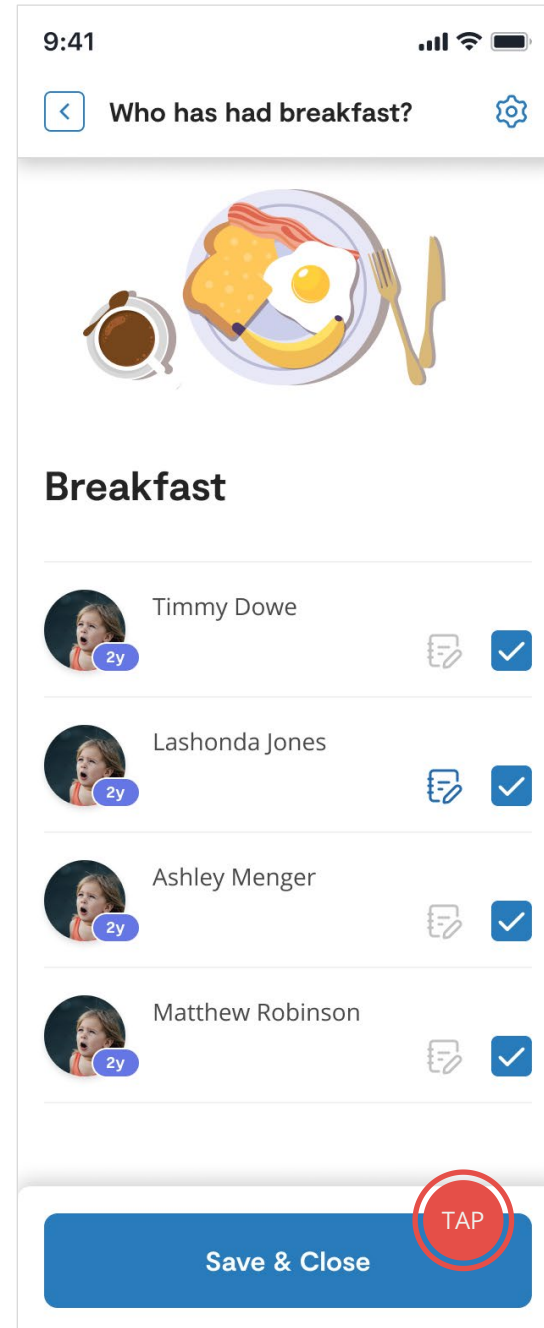 9:41
Who has had breakfast?
Breakfast
Timmy Dowe
2y
Lashonda Jones
2y
Ashley Menger
2y
Matthew Robinson
2y
TAP
Save & Close